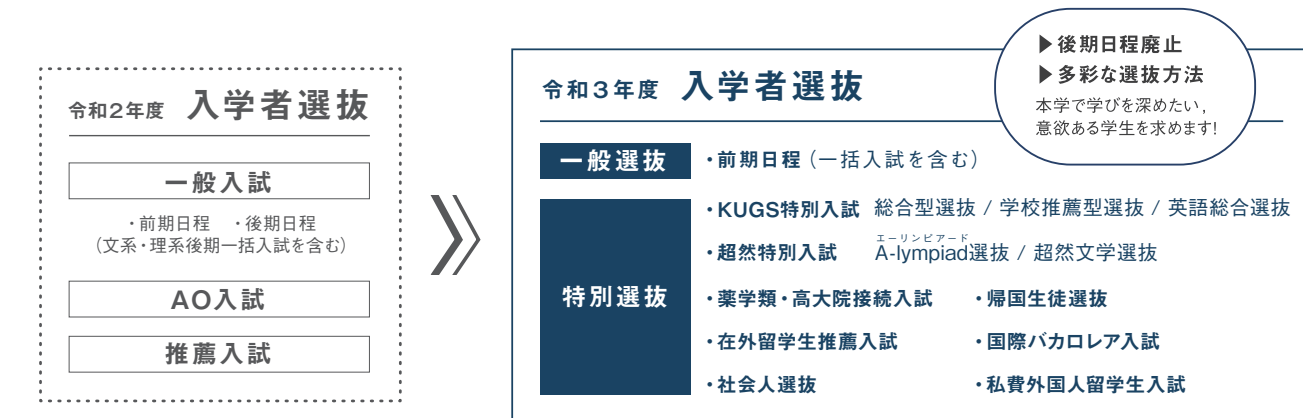 令和2年度 入学者選抜
一般入試
・前期日程 ・後期日程
(文系・理系後期一括入試を含む)
AO入試
推薦入試
▶後期日程廃止
▶多彩な選抜方法
本学で学びを深めたい,
意欲ある学生を求めます!
令和3年度 入学者選抜
一般選抜 ・前期日程(一括入試を含む)
特別選抜
・KUGS特別入試 総合型選抜 / 学校推薦型選抜 / 英語総合選抜
エーリンピアード
・超然特別入試 A-lympiad選抜 / 超然文学選抜
・薬学類・高大院接続入試 ・帰国生徒選抜
・在外留学生推薦入試 ・国際バカロレア入試
・社会人選抜 ・私費外国人留学生入試